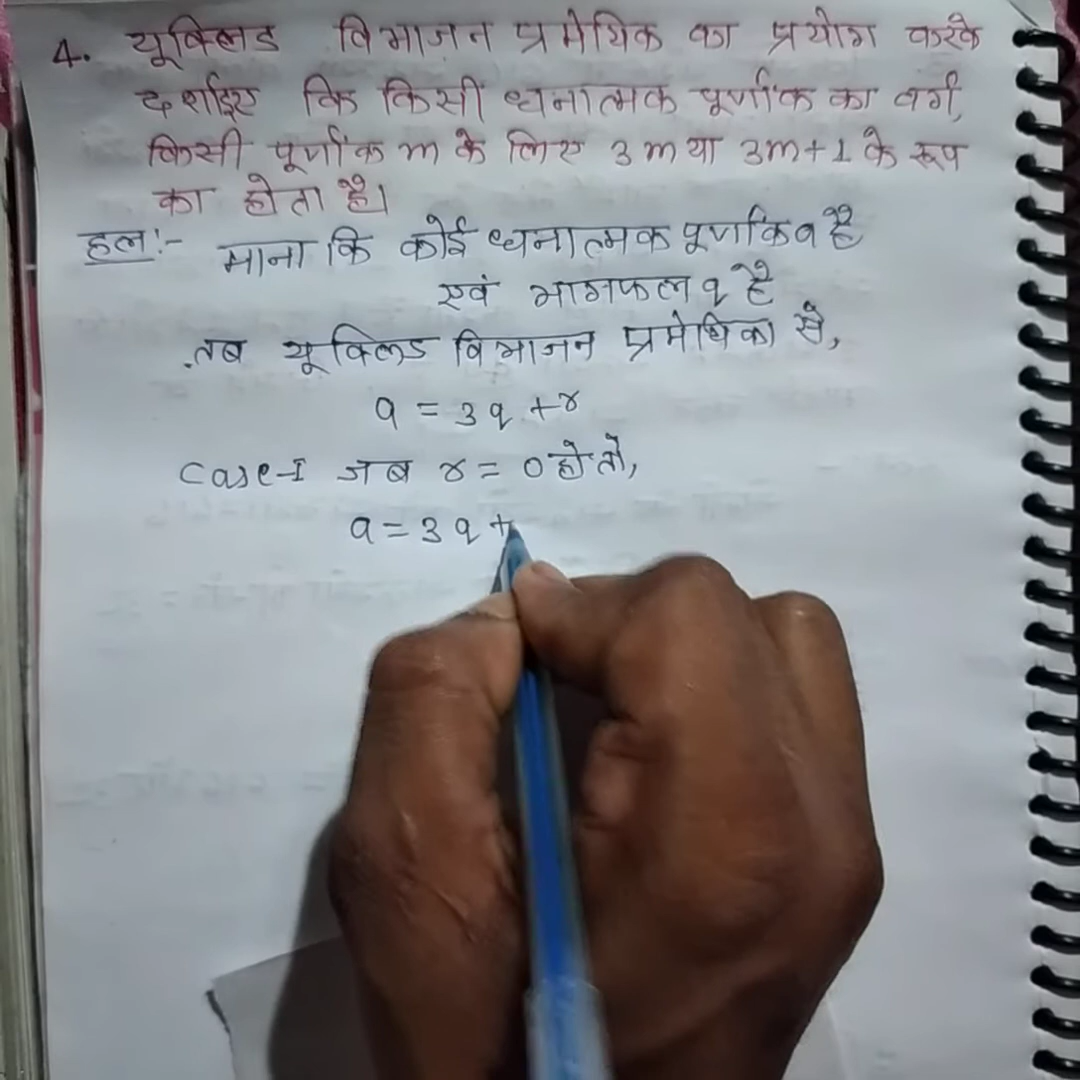 4. यूक्लिड विभाजन प्रमेयिक का प्रयोग करके
दर्शाइए कि किसी धनात्मक पूर्णांक का वर्ग,
किसी पूर्णांक m के लिए 3m या 3m+1 के रूप
का होता है।
हल:- माना कि कोई धनात्मक पूर्णांक a है
एवं भागफल q है
तब यूक्लिड विभाजन प्रमेयिका से,
a = 3q + r
Case-I जब r = 0 हो तो,
a = 3q +